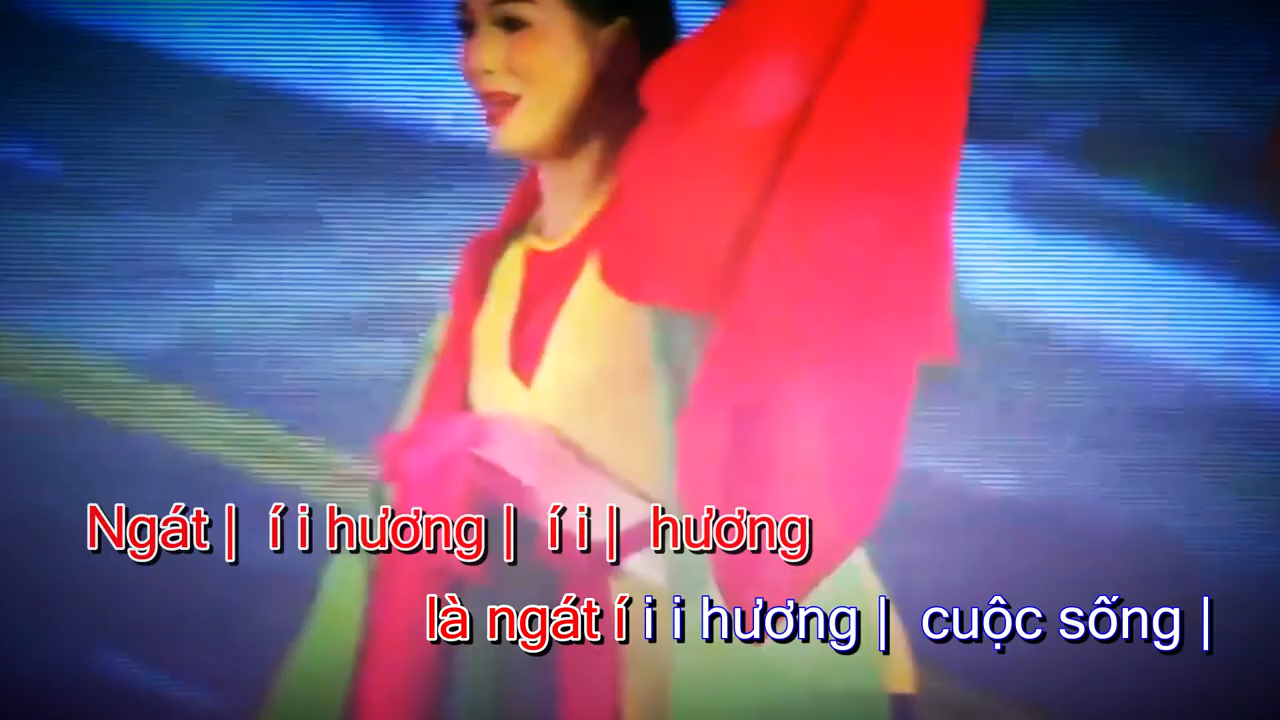 Ngát | í i hương | í i | hương
là ngát í i i hương | cuộc sống |